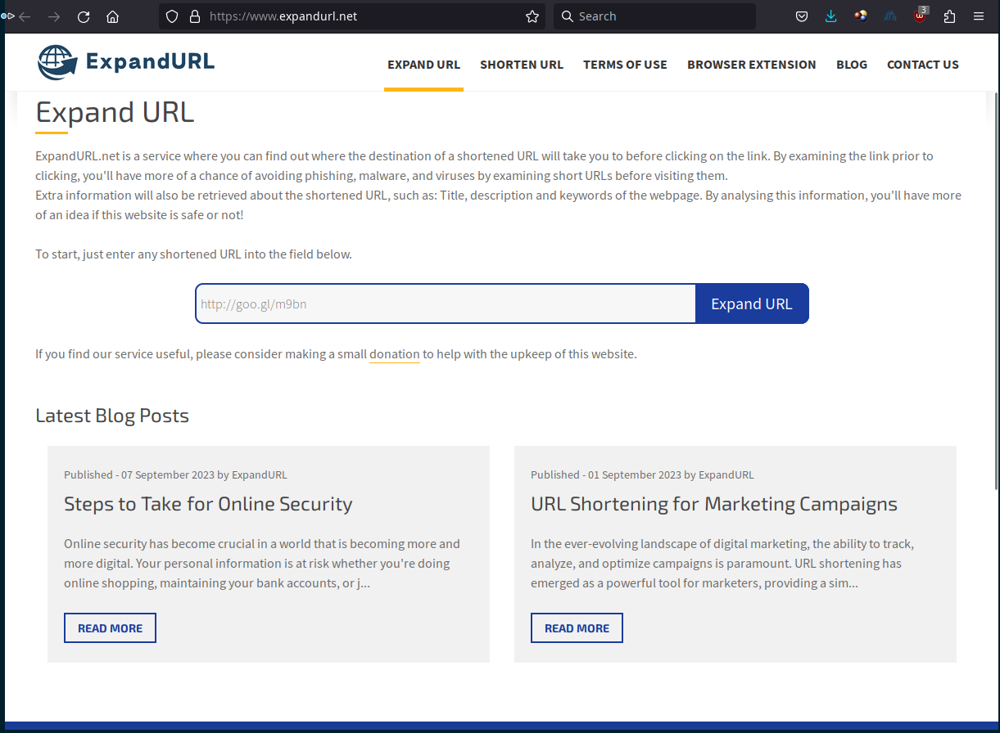 https://www.expandurl.net
Search
3
ExpandURL
EXPAND URL
SHORTEN URL
TERMS OF USE
BROWSER EXTENSION
BLOG
CONTACT US
Expand URL
ExpandURL.net is a service where you can find out where the destination of a shortened URL will take you to before clicking on the link. By examining the link prior to
clicking, you'll have more of a chance of avoiding phishing, malware, and viruses by examining short URLs before visiting them.
Extra information will also be retrieved about the shortened URL, such as: Title, description and keywords of the webpage. By analysing this information, you'll have more
of an idea if this website is safe or not!
To start, just enter any shortened URL into the field below.
http://goo.gl/m9bn
Expand URL
If you find our service useful, please consider making a small donation to help with the upkeep of this website.
Latest Blog Posts
Published - 07 September 2023 by ExpandURL
Steps to Take for Online Security
Online security has become crucial in a world that is becoming more and
more digital. Your personal information is at risk whether you're doing
online shopping, maintaining your bank accounts, or j...
READ MORE
Published - 01 September 2023 by ExpandURL
URL Shortening for Marketing Campaigns
In the ever-evolving landscape of digital marketing, the ability to track,
analyze, and optimize campaigns is paramount. URL shortening has
emerged as a powerful tool for marketers, providing a sim...
READ MORE